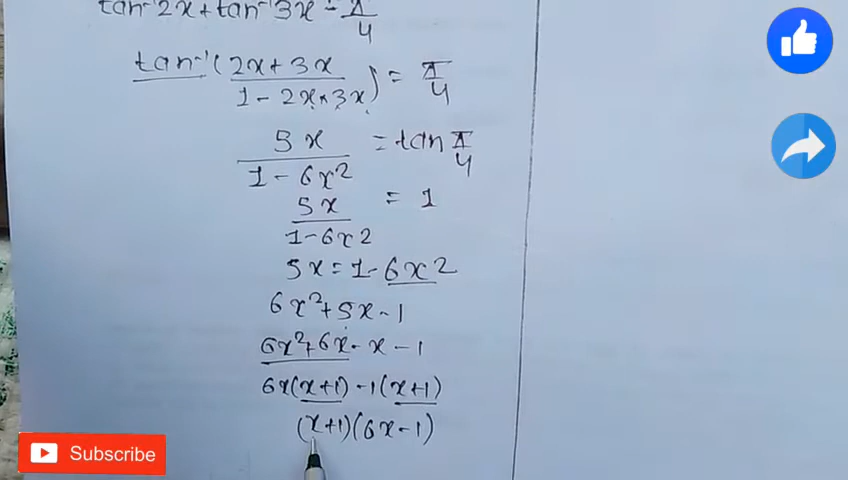 tan⁻¹2x + tan⁻¹3x = π/4
tan⁻¹(2x+3x / 1-2x×3x) = π/4
5x / 1-6x² = tan π/4
5x / 1-6x2 = 1
5x = 1-6x2
6x²+5x-1
6x²+6x-x-1
6x(x+1)-1(x+1)
(x+1)(6x-1)
Subscribe